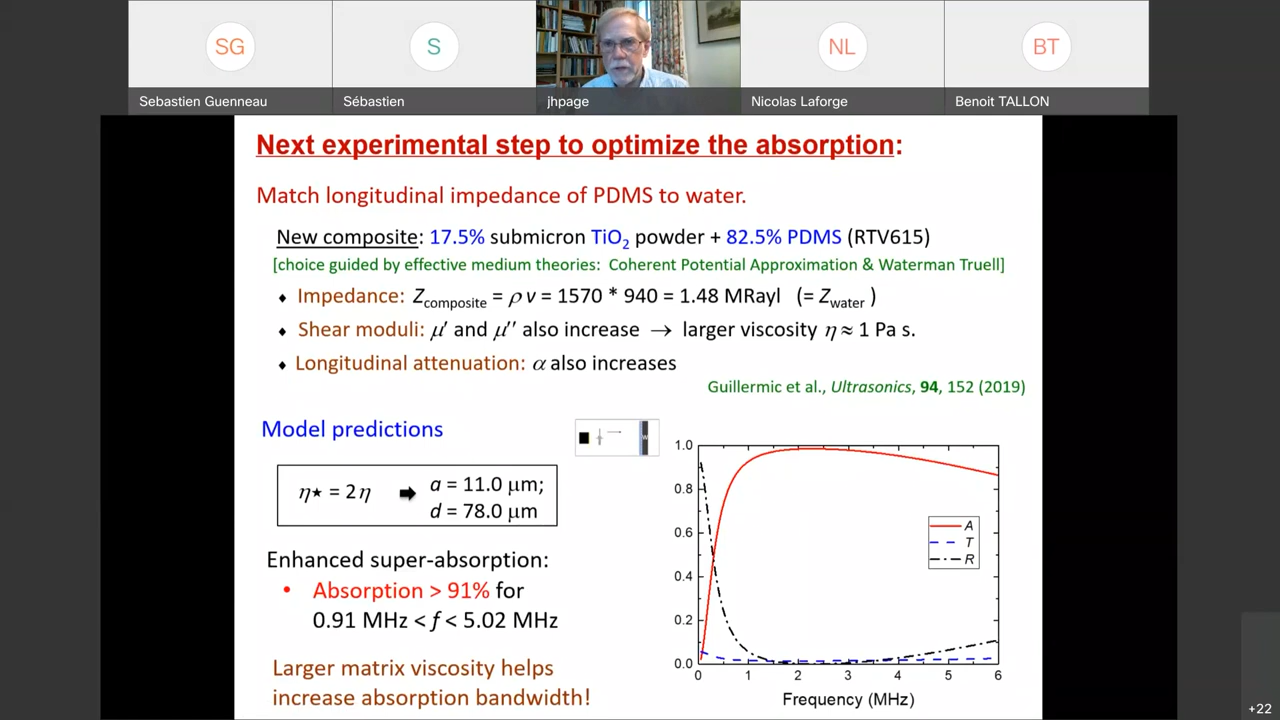 SG
S
NL
BT
Sebastien Guenneau
Sébastien
jhpage
Nicolas Laforge
Benoit TALLON
Next experimental step to optimize the absorption:
Match longitudinal impedance of PDMS to water.
New composite: 17.5% submicron TiO₂ powder + 82.5% PDMS (RTV615)
[choice guided by effective medium theories: Coherent Potential Approximation & Waterman Truell]
♦ Impedance: Zcomposite = ρ v = 1570 * 940 = 1.48 MRayl (= Zwater )
♦ Shear moduli: μ′ and μ′′ also increase → larger viscosity η ≈ 1 Pa s.
♦ Longitudinal attenuation: α also increases
Guillermic et al., Ultrasonics, 94, 152 (2019)
Model predictions
η⋆ = 2η ➡ a = 11.0 μm;
d = 78.0 μm
Enhanced super-absorption:
• Absorption > 91% for
0.91 MHz < f < 5.02 MHz
Larger matrix viscosity helps
increase absorption bandwidth!
1.0
0.8
0.6
0.4
0.2
0.0
A
T
R
0 1 2 3 4 5 6
Frequency (MHz)
+22